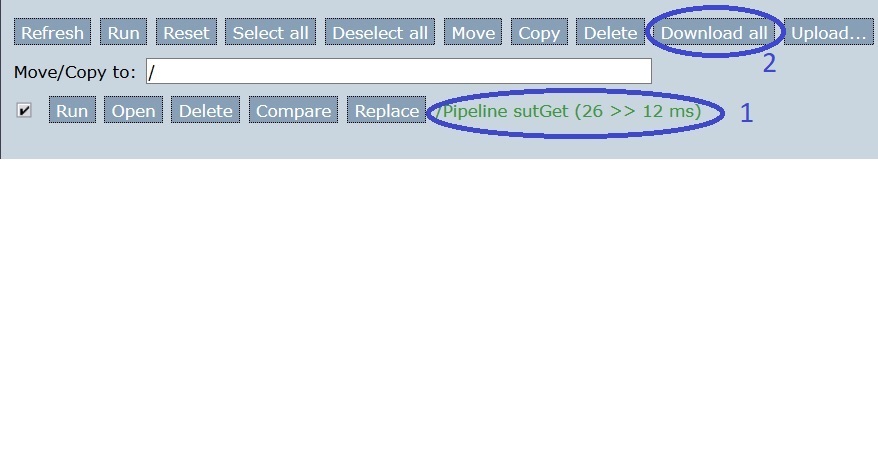 Refresh Run Reset Select all Deselect all Move Copy Delete Download all Upload...
2
Move/Copy to: /
Run Open Delete Compare Replace /Pipeline sutGet (26 >> 12 ms) 1